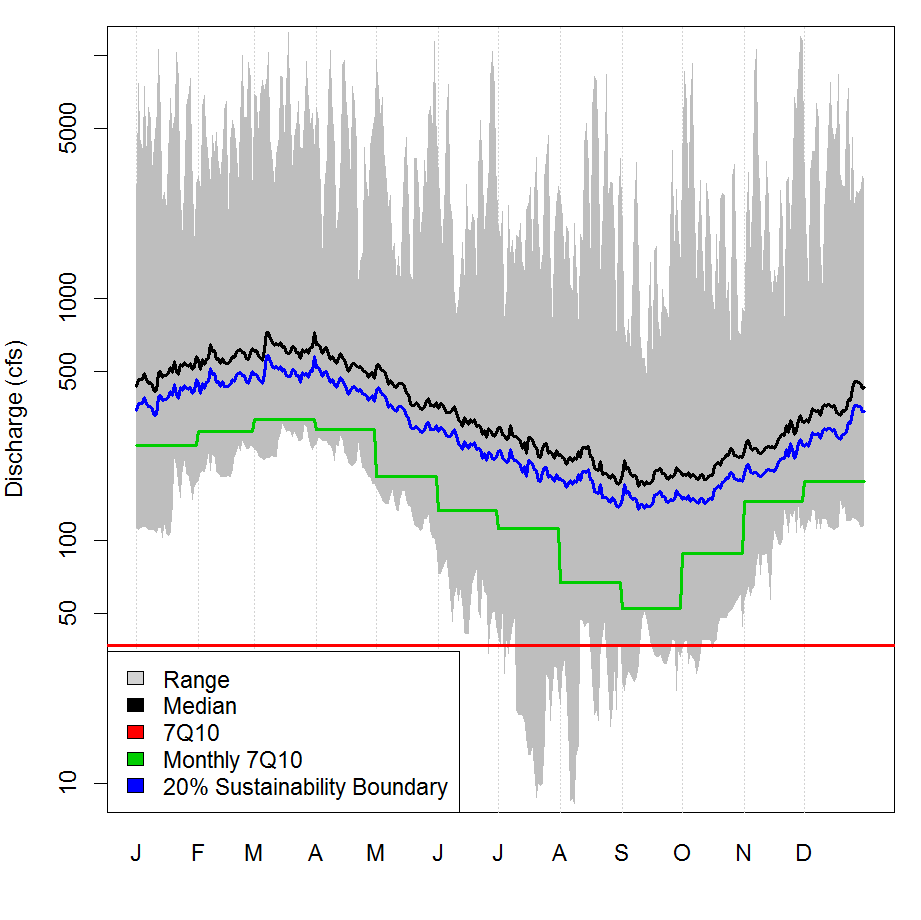 Discharge (cfs)
5000
1000
500
100
50
10
Range
Median
7Q10
Monthly 7Q10
20% Sustainability Boundary
J F M A M J J A S O N D